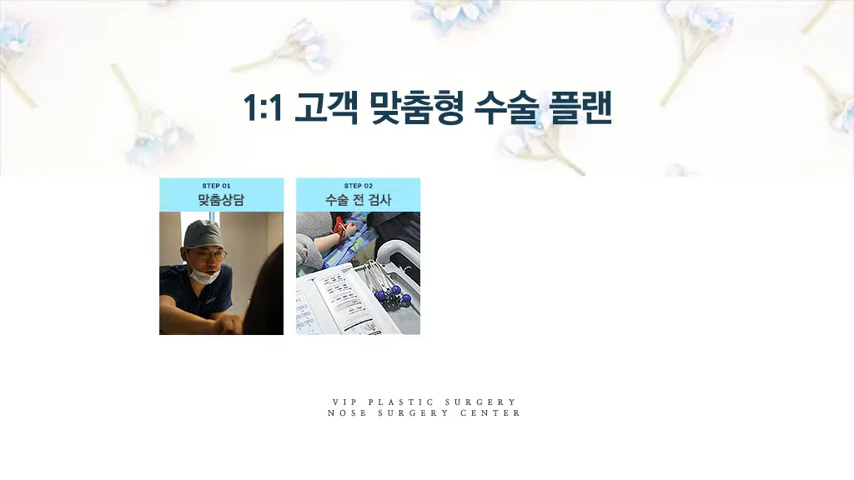 1:1 고객 맞춤형 수술 플랜
STEP 01
맞춤상담
STEP 02
수술 전 검사
VIP PLASTIC SURGERY
NOSE SURGERY CENTER